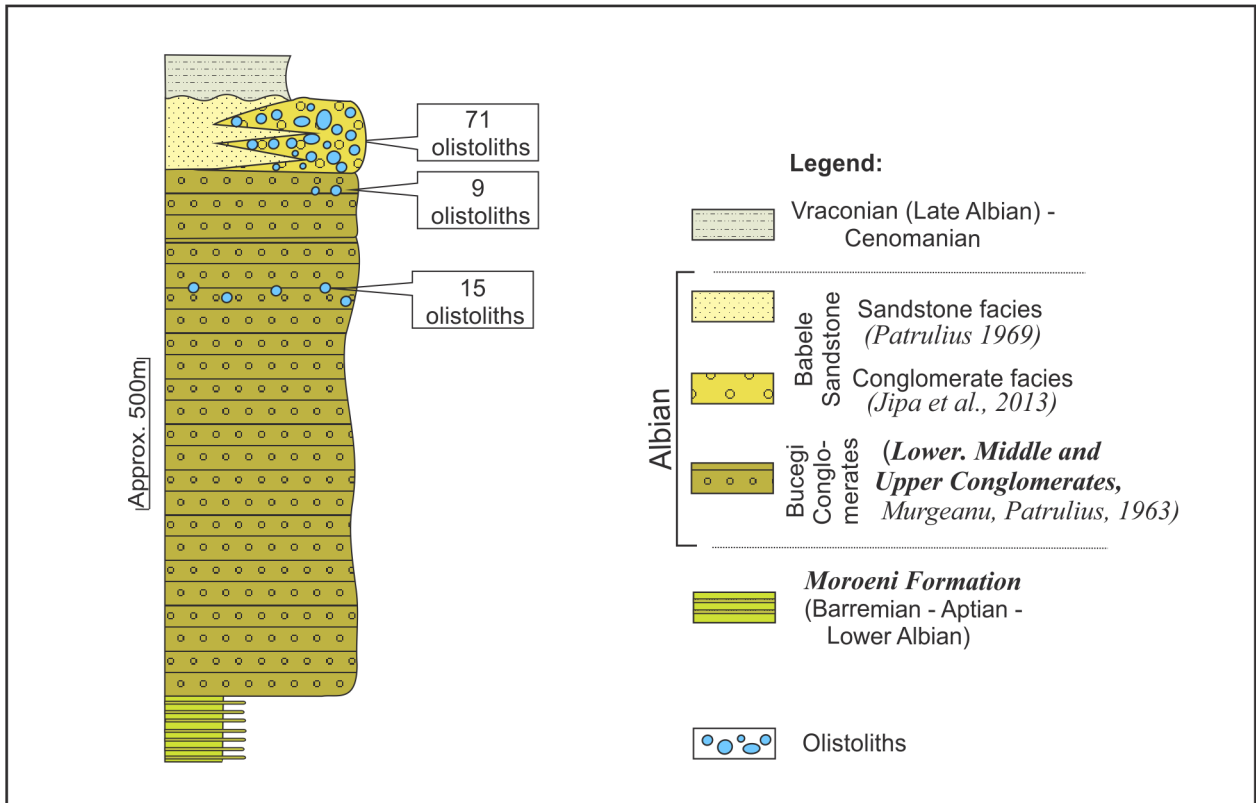 71
olistoliths
9
olistoliths
15
olistoliths
Approx. 500m
Legend:
Vraconian (Late Albian) -
Cenomanian
Albian
Babele
Sandstone
Sandstone facies
(Patrulius 1969)
Conglomerate facies
(Jipa et al., 2013)
Bucegi
Conglo-
merates
(Lower. Middle and
Upper Conglomerates,
Murgeanu, Patrulius, 1963)
Moroeni Formation
(Barremian - Aptian -
Lower Albian)
Olistoliths